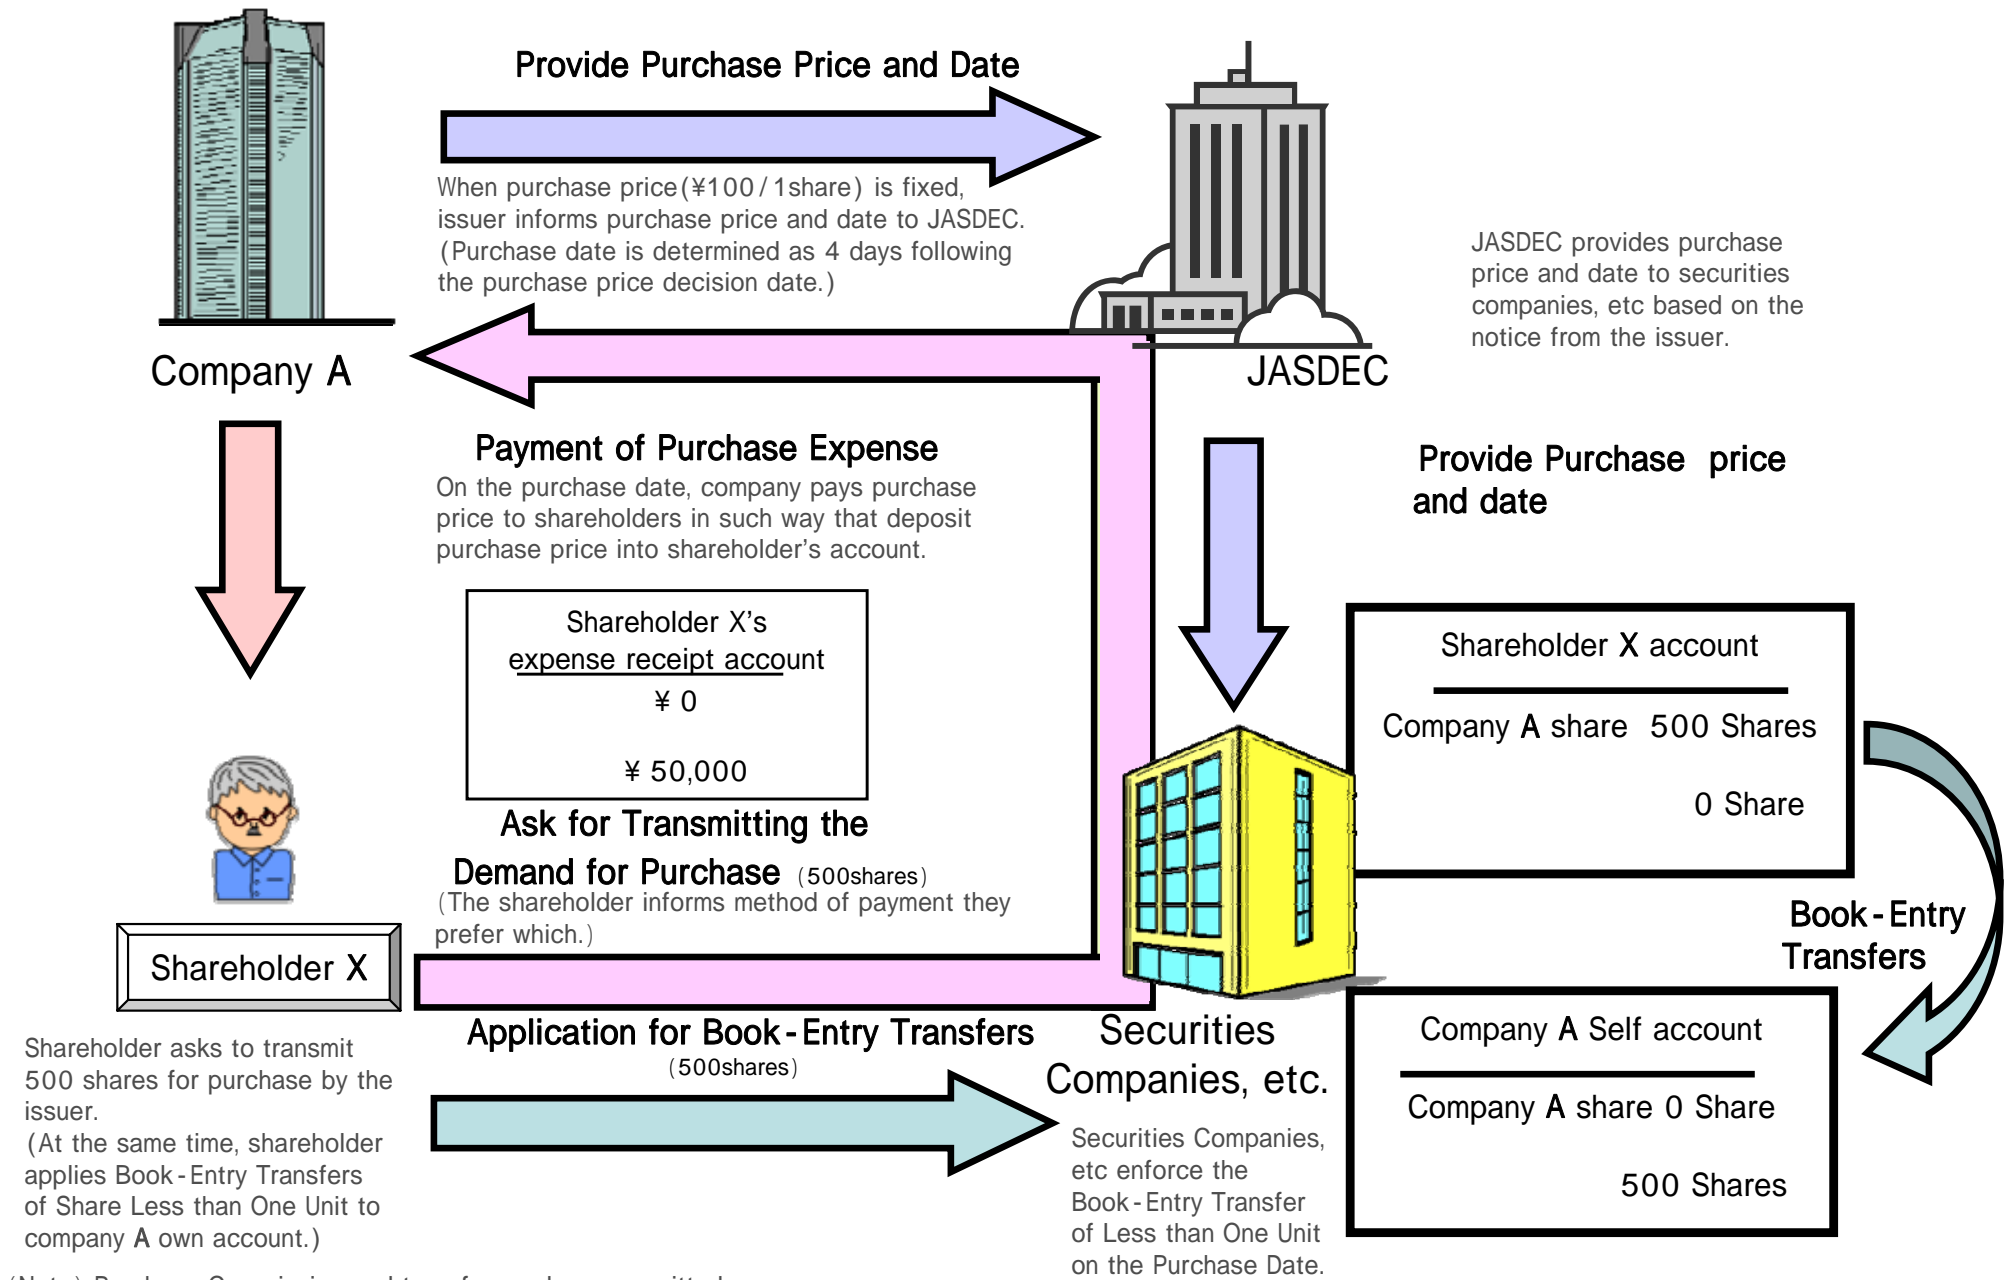 Provide Purchase Price and Date
When purchase price(¥100/1share) is fixed,
issuer informs purchase price and date to JASDEC.
(Purchase date is determined as 4 days following
the purchase price decision date.)
JASDEC provides purchase
price and date to securities
companies, etc based on the
notice from the issuer.
Company A
JASDEC
Payment of Purchase Expense
On the purchase date, company pays purchase
price to shareholders in such way that deposit
purchase price into shareholder's account.
Provide Purchase price
and date
Shareholder X's
expense receipt account
¥ 0
¥ 50,000
Shareholder X account
Company A share 500 Shares
0 Share
Ask for Transmitting the
Demand for Purchase (500shares)
(The shareholder informs method of payment they
prefer which.)
Book-Entry
Transfers
Shareholder X
Application for Book-Entry Transfers
(500shares)
Securities
Companies, etc.
Company A Self account
Company A share 0 Share
500 Shares
Shareholder asks to transmit
500 shares for purchase by the
issuer.
(At the same time, shareholder
applies Book-Entry Transfers
of Share Less than One Unit to
company A own account.)
Securities Companies,
etc enforce the
Book-Entry Transfer
of Less than One Unit
on the Purchase Date.